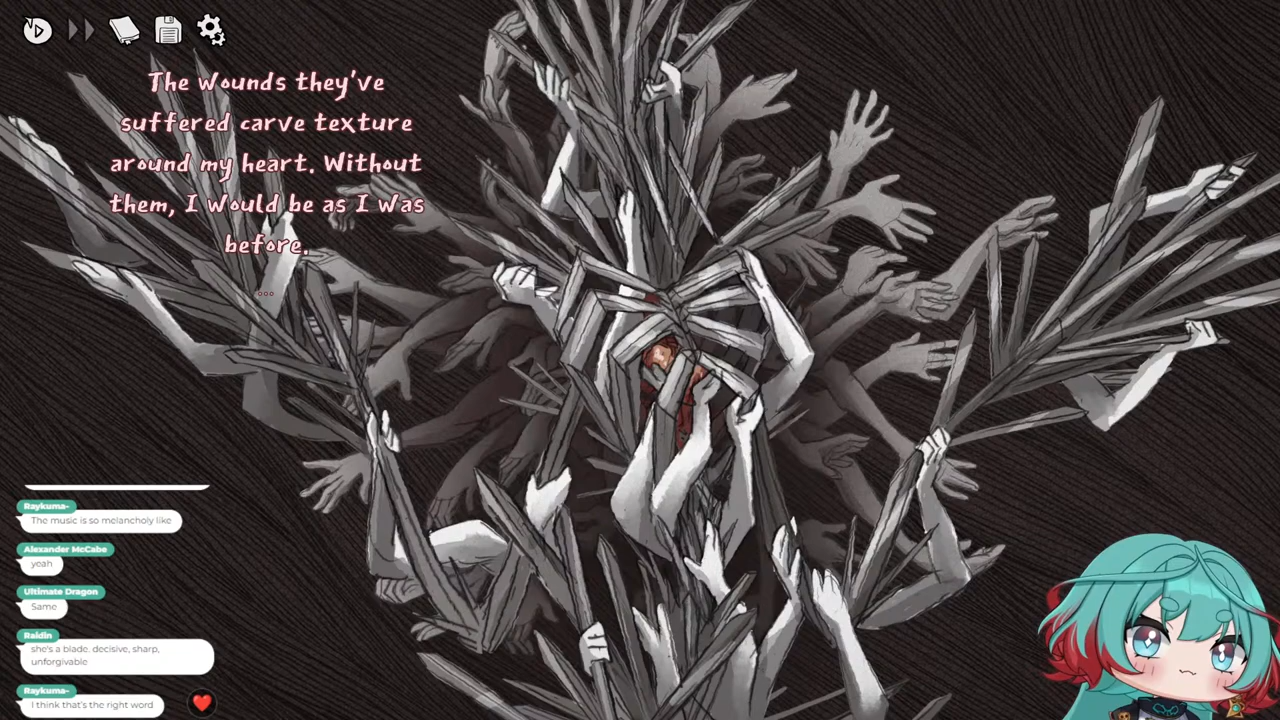 The wounds they've
suffered carve texture
around my heart. Without
them, I would be as I was
before.
...
Raykuma-
The music is so melancholy like
Alexander McCabe
yeah
Ultimate Dragon
Same
Raidin
she's a blade. decisive, sharp,
unforgivable
Raykuma-
I think that's the right word